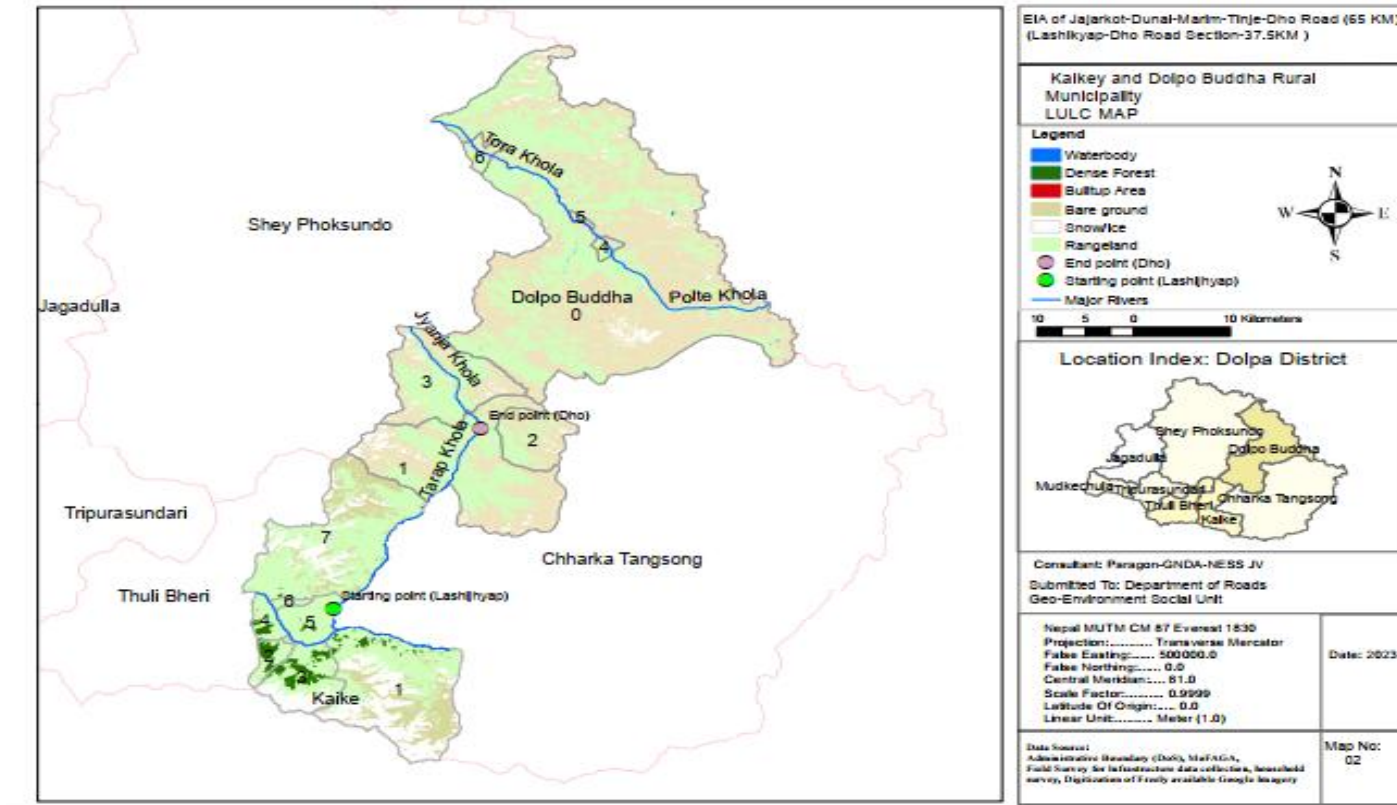 EIA of Jajarkot-Dunai-Marim-Tinje-Dho Road (65 KM)
(Lashikyap-Dho Road Section-37.5KM )
Kaikey and Dolpo Buddha Rural
Municipality
LULC MAP
Legend
Waterbody
Dense Forest
Builtup Area
Bare ground
Snow/Ice
Rangeland
End point (Dho)
Starting point (Lashijhyap)
Major Rivers
N
W
E
S
10 5 0 10 Kilometers
Location Index: Dolpa District
Shey Phoksundo
Dolpo Buddha
Jagadulla
Mudkechula
Tripurasundari
Chharka Tangsong
Thuli Bheri
Kaike
Consultant: Paragon-GNDA-NESS JV
Submitted To: Department of Roads
Geo-Environment Social Unit
Nepal MUTM CM 87 Everest 1830
Projection:.......... Transverse Mercator
False Easting:...... 500000.0
False Northing:...... 0.0
Central Meridian:.... 81.0
Scale Factor:.......... 0.9999
Latitude Of Origin:.... 0.0
Linear Unit:.......... Meter (1.0)
Date: 2023
Data Source:
Administrative Boundary (DoS), MoFAGA,
Field Survey for Infrastructure data collection, household
survey, Digitization of Freely available Google Imagery
Map No:
02
Tora Khola
6
Shey Phoksundo
5
4
Dolpo Buddha
0
Polte Khola
Jagadulla
Jyanja Khola
3
End point (Dho)
2
Tarap Khola
1
Tripurasundari
7
Chharka Tangsong
Thuli Bheri
6
Starting point (Lashijhyap)
4
5
2
3
1
Kaike